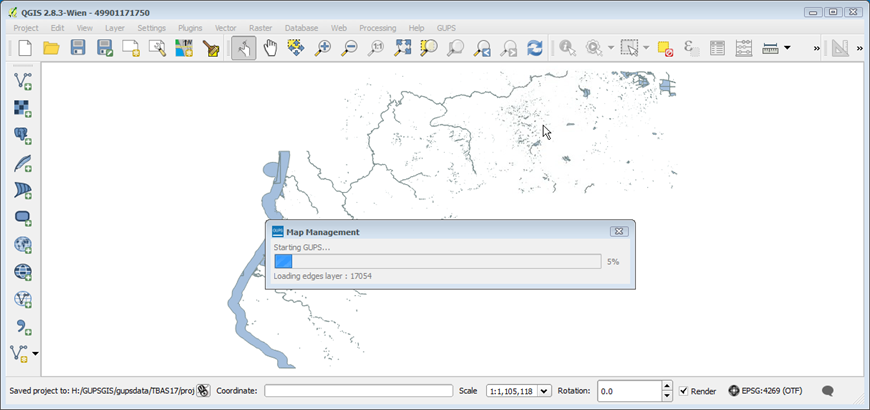 QGIS 2.8.3-Wien - 49901171750
Project Edit View Layer Settings Plugins Vector Raster Database Web Processing Help GUPS
Map Management
Starting GUPS...
5%
Loading edges layer : 17054
Saved project to: H:/GUPSGIS/gupsdata/TBAS17/proj Coordinate: Scale 1:1,105,118 Rotation: 0.0 Render EPSG:4269 (OTF)